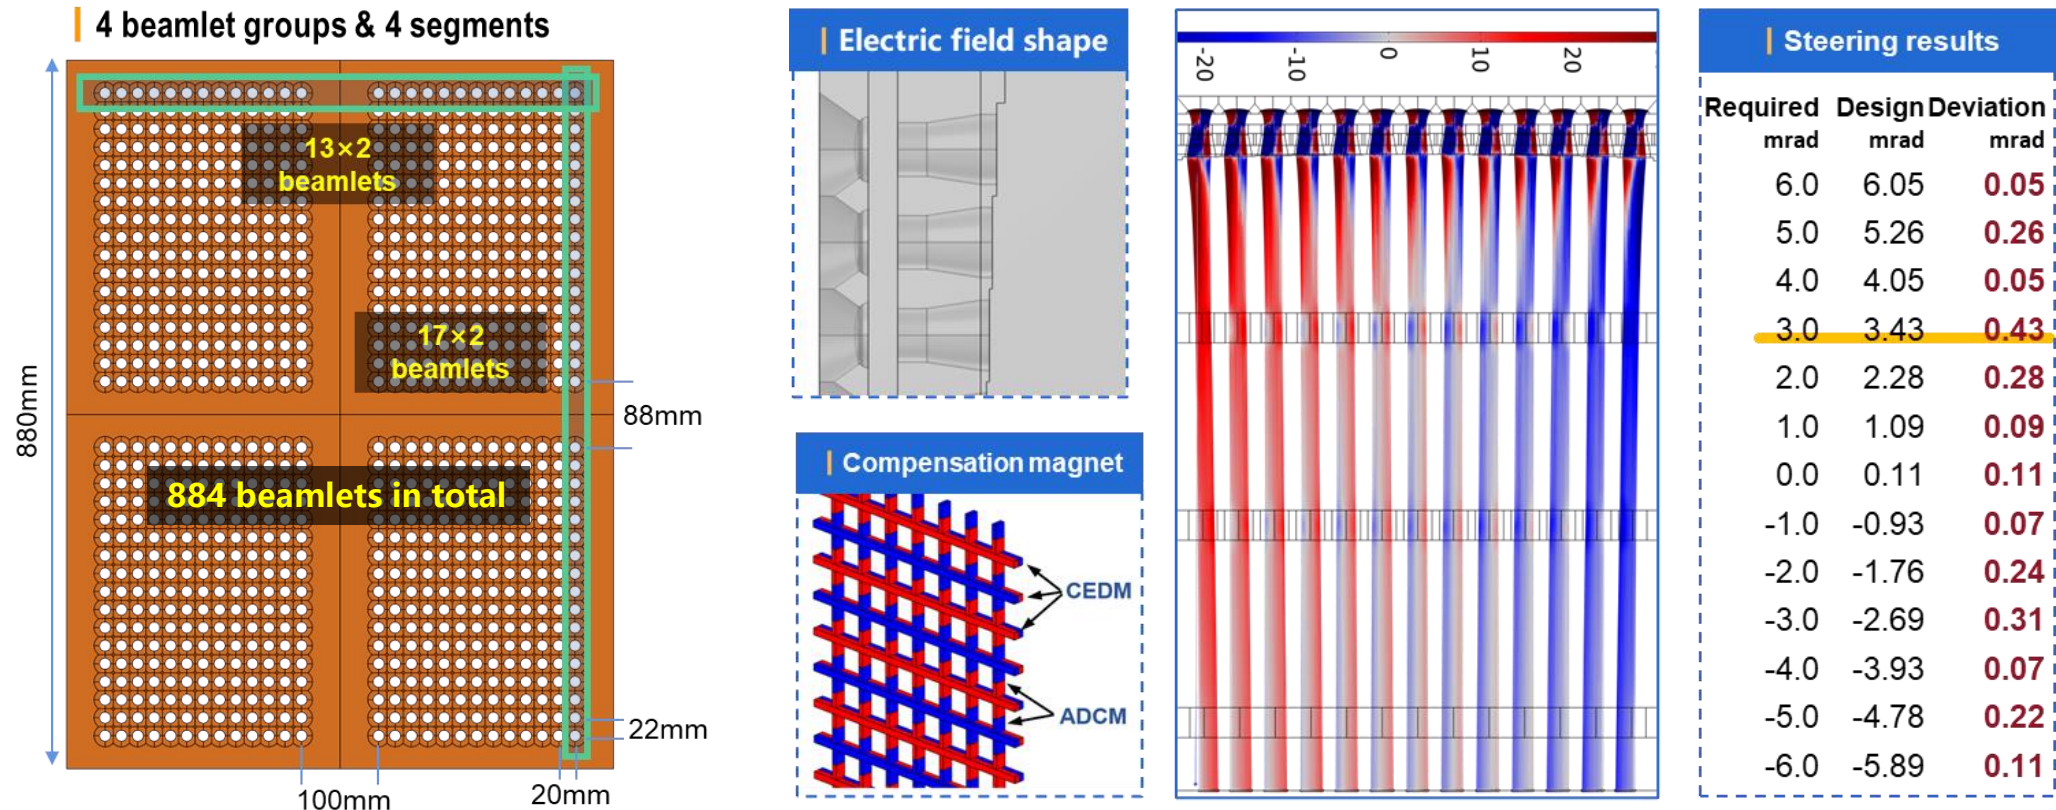 4 beamlet groups & 4 segments
13×2
beamlets
17×2
beamlets
884 beamlets in total
880mm
88mm
22mm
100mm
20mm
Electric field shape
Compensation magnet
CEDM
ADCM
-20
-10
0
10
20
Steering results
Required Design Deviation
mrad mrad mrad
6.0 6.05 0.05
5.0 5.26 0.26
4.0 4.05 0.05
3.0 3.43 0.43
2.0 2.28 0.28
1.0 1.09 0.09
0.0 0.11 0.11
-1.0 -0.93 0.07
-2.0 -1.76 0.24
-3.0 -2.69 0.31
-4.0 -3.93 0.07
-5.0 -4.78 0.22
-6.0 -5.89 0.11